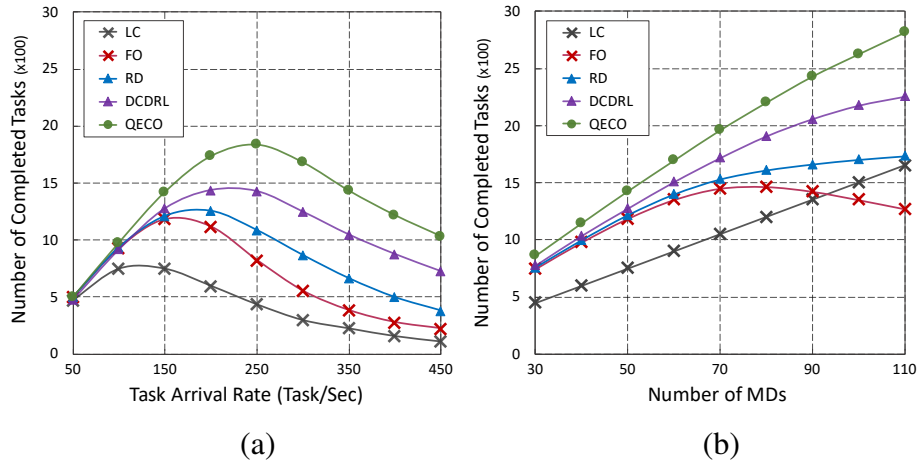 Number of Completed Tasks (x100)
30
25
20
15
10
5
0
LC
FO
RD
DCDRL
QECO
50
150
250
350
450
Task Arrival Rate (Task/Sec)
(a)
Number of Completed Tasks (x100)
30
25
20
15
10
5
0
LC
FO
RD
DCDRL
QECO
30
50
70
90
110
Number of MDs
(b)